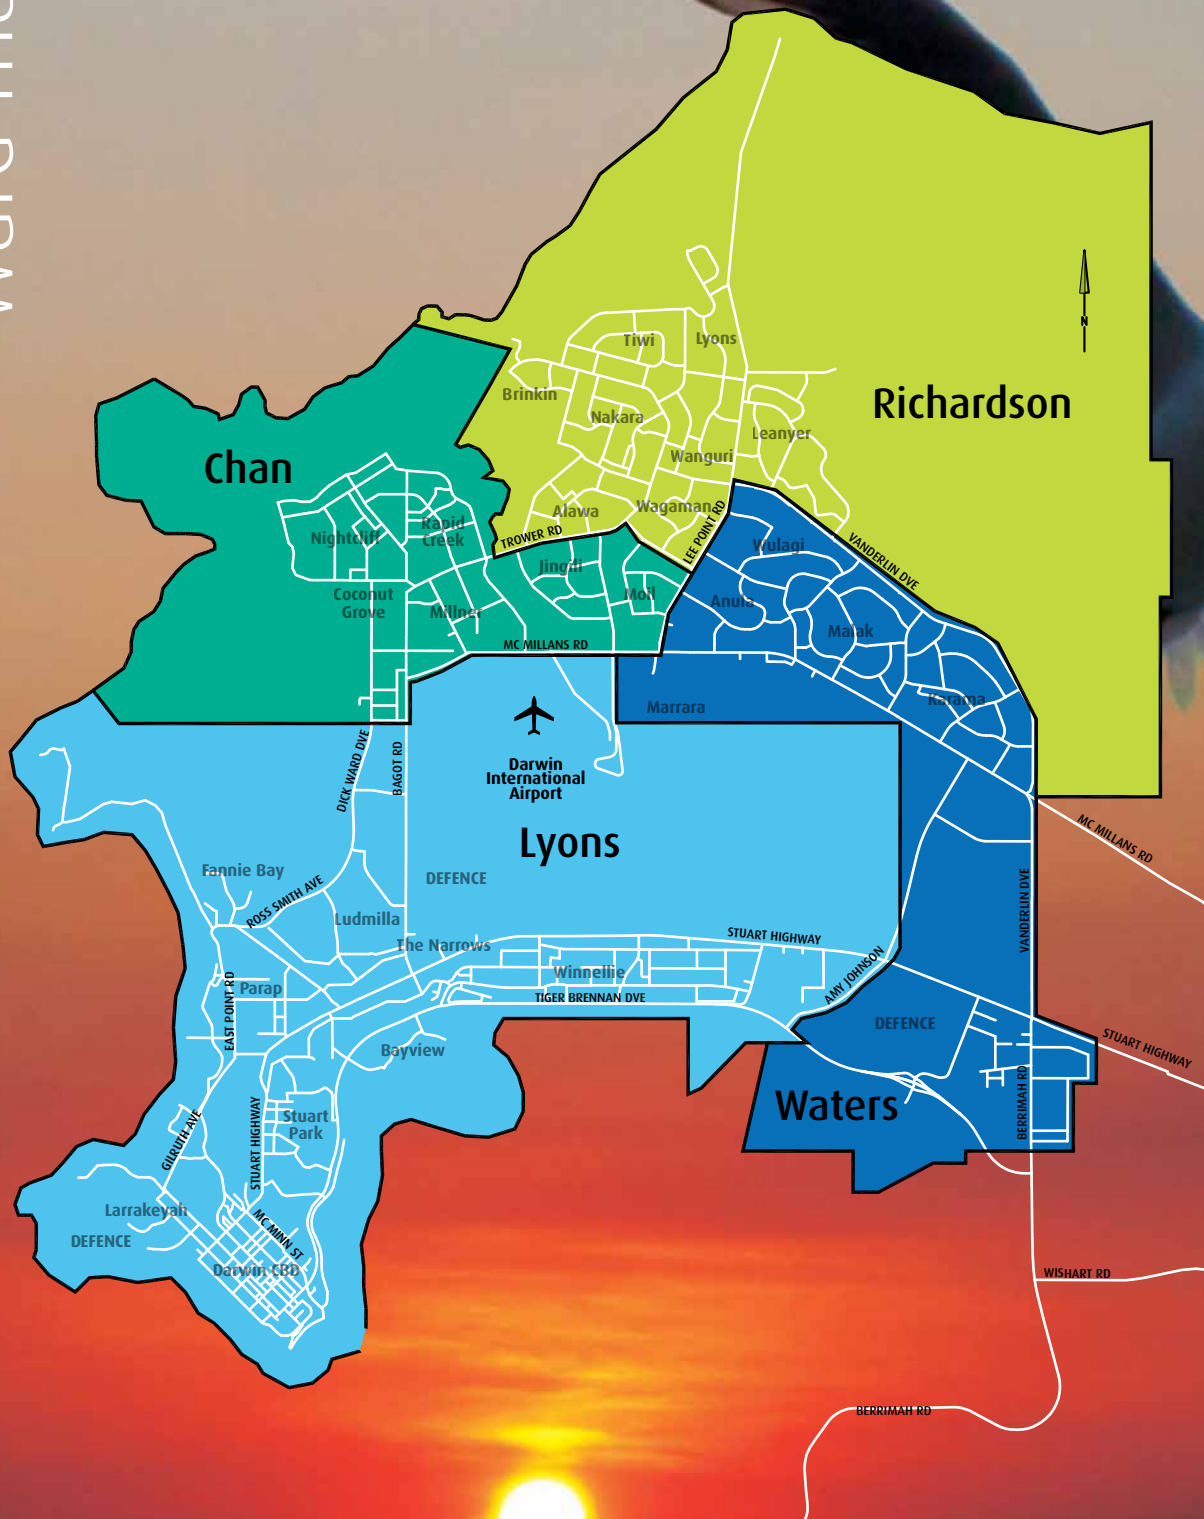 Tiwi
Lyons
Brinkin
Nakara
Leanyer
Wanguri
Richardson
N
Alawa
Wagaman
TROWER RD
LEE POINT RD
VANDERLIN DVE
Chan
Nightcliff
Rapid
Creek
Coconut
Grove
Millner
Jingili
Moil
MC MILLANS RD
Wulagi
Anula
Malak
Karama
Marrara
Darwin
International
Airport
Lyons
DICK WARD DVE
BAGOT RD
Fannie Bay
ROSS SMITH AVE
DEFENCE
Ludmilla
The Narrows
STUART HIGHWAY
Winnellie
TIGER BRENNAN DVE
AMY JOHNSON
Parap
EAST POINT RD
Bayview
Stuart
Park
STUART HIGHWAY
GILRUTH AVE
Larrakeyah
DEFENCE
MC MINN ST
Darwin CBD
MC MILLANS RD
VANDERLIN DVE
DEFENCE
STUART HIGHWAY
Waters
BERRIMAH RD
WISHART RD
BERRIMAH RD